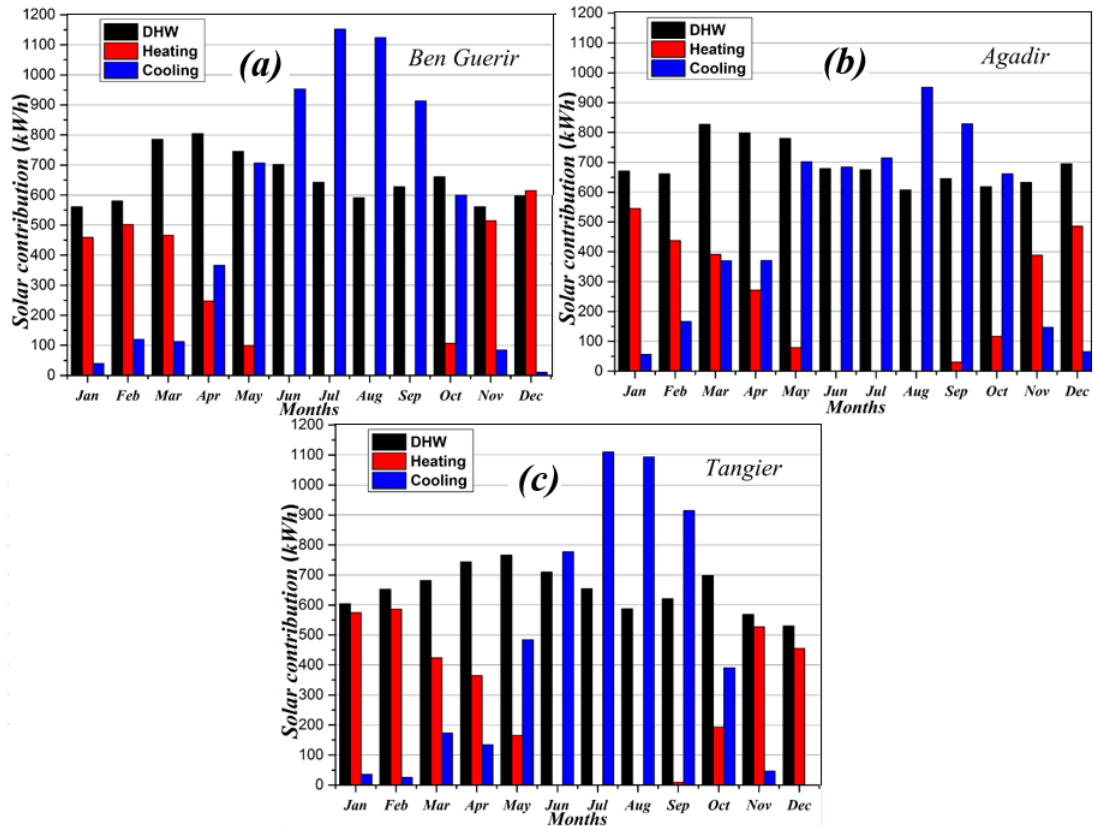 DHW
Heating
Cooling
(a)
Ben Guerir
Solar contribution (kWh)
1200
1100
1000
900
800
700
600
500
400
300
200
100
0
Jan Feb Mar Apr May Jun Jul Aug Sep Oct Nov Dec
Months
DHW
Heating
Cooling
(b)
Agadir
Solar contribution (kWh)
1200
1100
1000
900
800
700
600
500
400
300
200
100
0
Jan Feb Mar Apr May Jun Jul Aug Sep Oct Nov Dec
Months
DHW
Heating
Cooling
(c)
Tangier
Solar contribution (kWh)
1200
1100
1000
900
800
700
600
500
400
300
200
100
0
Jan Feb Mar Apr May Jun Jul Aug Sep Oct Nov Dec
Months